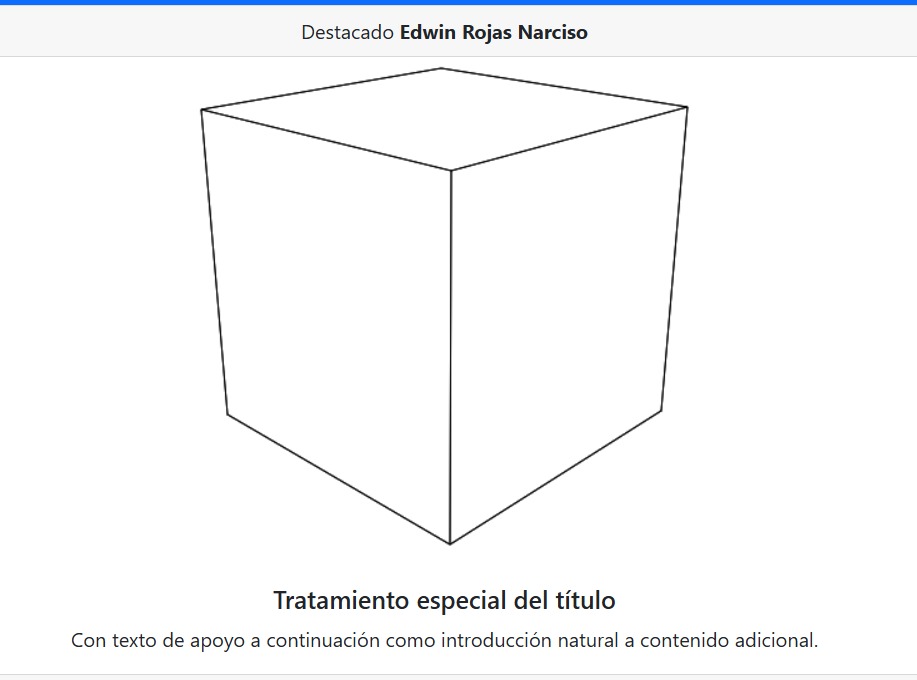 Destacado Edwin Rojas Narciso
Tratamiento especial del título
Con texto de apoyo a continuación como introducción natural a contenido adicional.